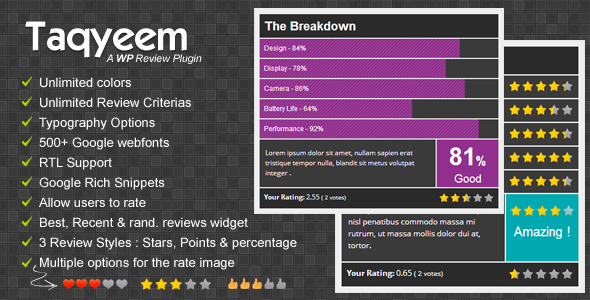 Taqyeem
A WP Review Plugin
Unlimited colors
Unlimited Review Criterias
Typography Options
500+ Google webfonts
RTL Support
Google Rich Snippets
Allow users to rate
Best, Recent & rand. reviews widget
3 Review Styles : Stars, Points & percentage
Multiple options for the rate image
The Breakdown
Design - 84%
Display - 78%
Camera - 86%
Battery Life - 64%
Performance - 92%
Lorem ipsum dolor sit amet, nullam sapien erat
tristique tempor nulla, blandit sit metus volutpat
integer .
81%
Good
Your Rating: 2.55 ( 2 votes)
nisl penatibus commodo massa mi
rutrum, ut massa mollis dolor dui at,
tortor.
Amazing !
Your Rating: 0.65 ( 2 votes)